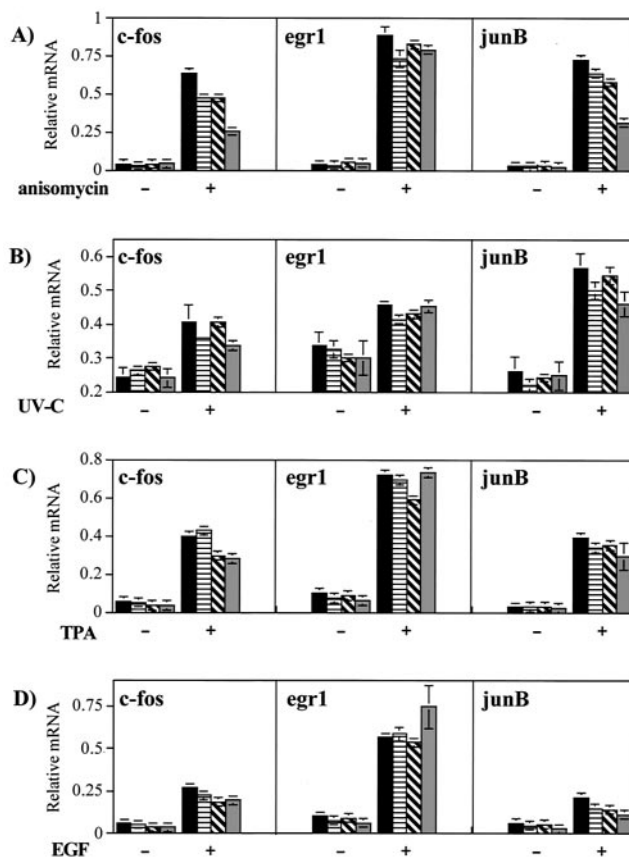 A) c-fos egr1 junB
Relative mRNA
1
0.75
0.5
0.25
0
anisomycin - + - + - +
B) c-fos egr1 junB
Relative mRNA
0.6
0.5
0.4
0.3
0.2
UV-C - + - + - +
C) c-fos egr1 junB
Relative mRNA
0.8
0.6
0.4
0.2
0
TPA - + - + - +
D) c-fos egr1 junB
Relative mRNA
0.75
0.5
0.25
0
EGF - + - + - +